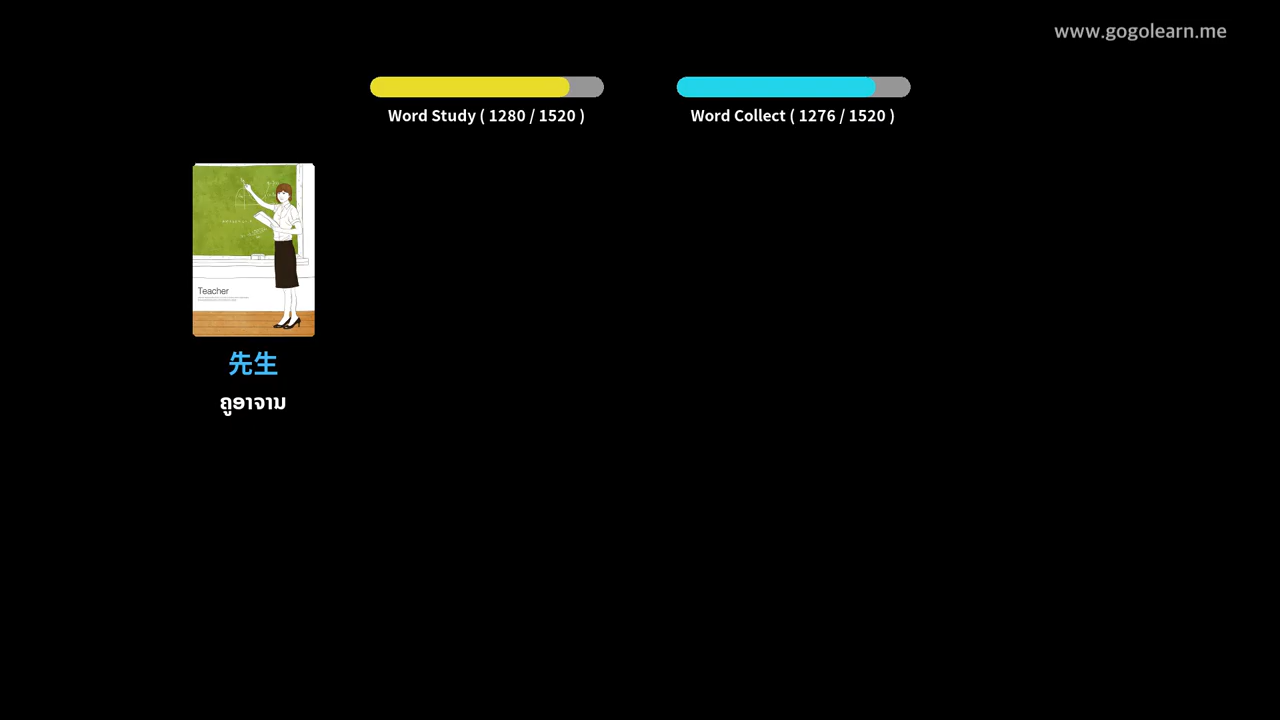 www.gogolearn.me
Word Study ( 1280 / 1520 )
Word Collect ( 1276 / 1520 )
Teacher
先生
ຄູອາຈານ